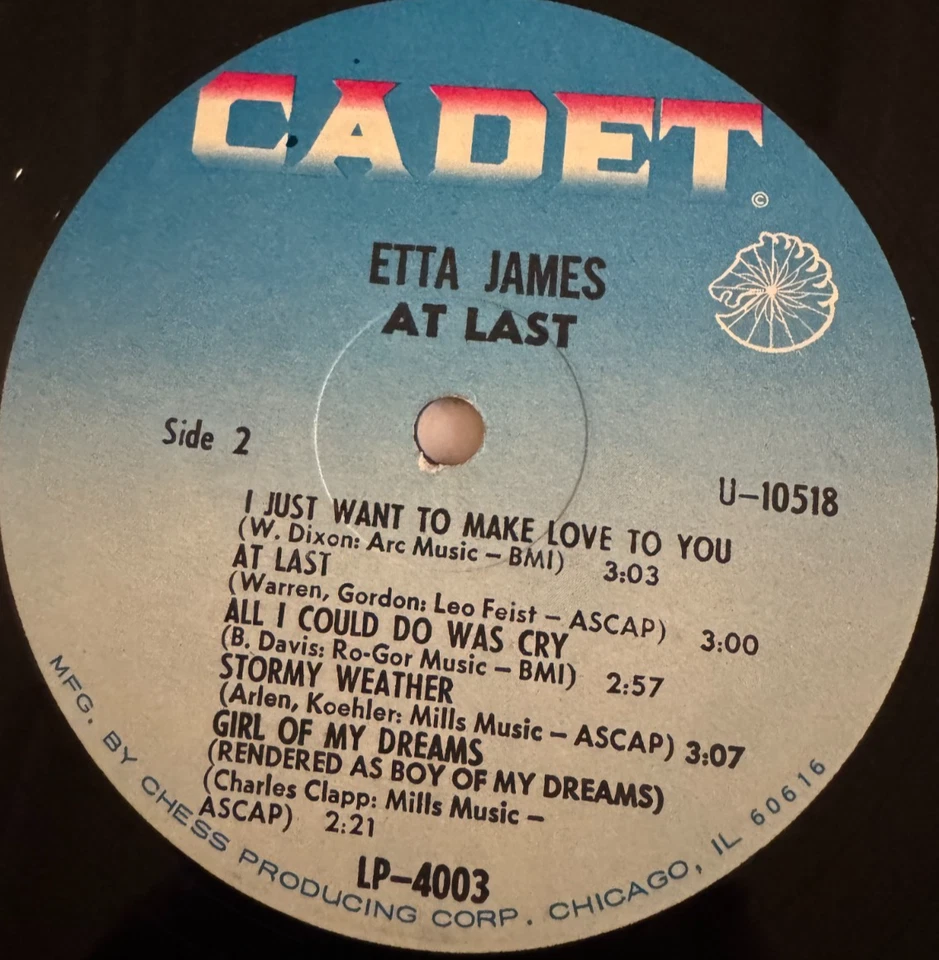 CADET
©
ETTA JAMES
AT LAST
Side 2
U-10518
I JUST WANT TO MAKE LOVE TO YOU
(W. Dixon: Arc Music – BMI) 3:03
AT LAST
(Warren, Gordon: Leo Feist – ASCAP) 3:00
ALL I COULD DO WAS CRY
(B. Davis: Ro-Gor Music – BMI) 2:57
STORMY WEATHER
(Arlen, Koehler: Mills Music – ASCAP) 3:07
GIRL OF MY DREAMS
(RENDERED AS BOY OF MY DREAMS)
(Charles Clapp: Mills Music –
ASCAP) 2:21
LP-4003
MFG. BY CHESS PRODUCING CORP. CHICAGO, IL 60616